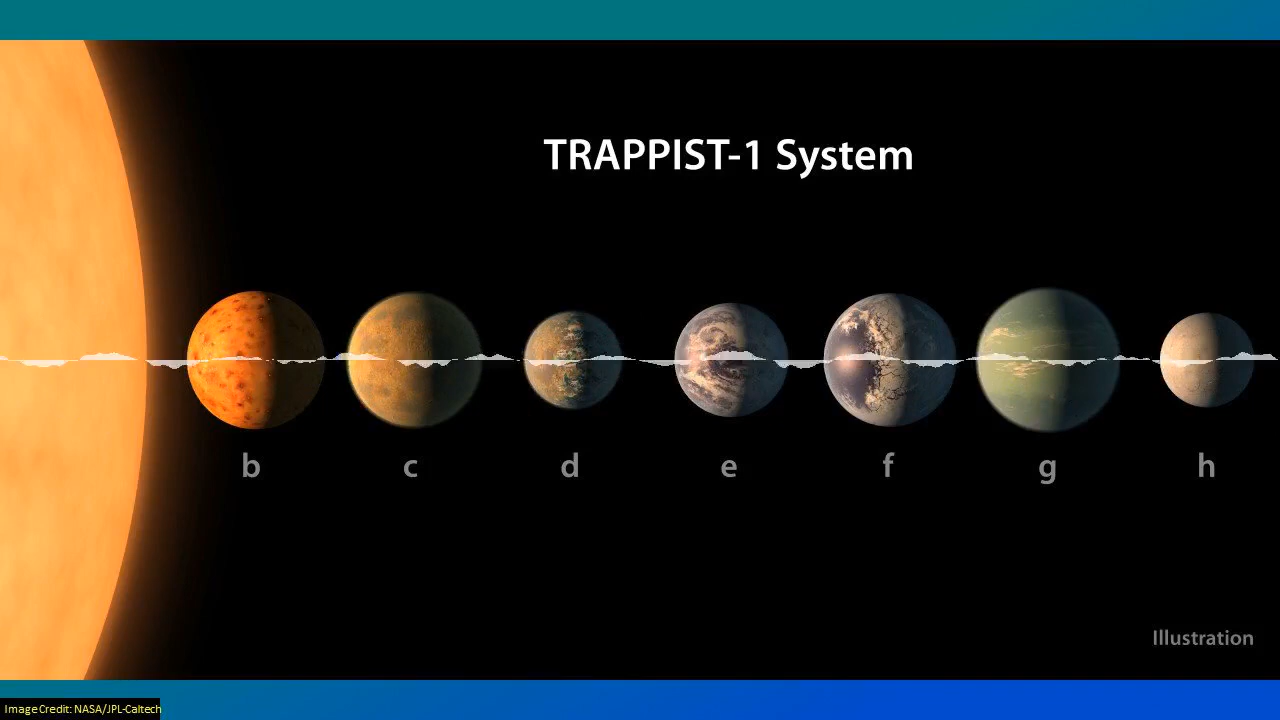 TRAPPIST-1 System
b c d e f g h
Illustration
Image Credit: NASA/JPL-Caltech